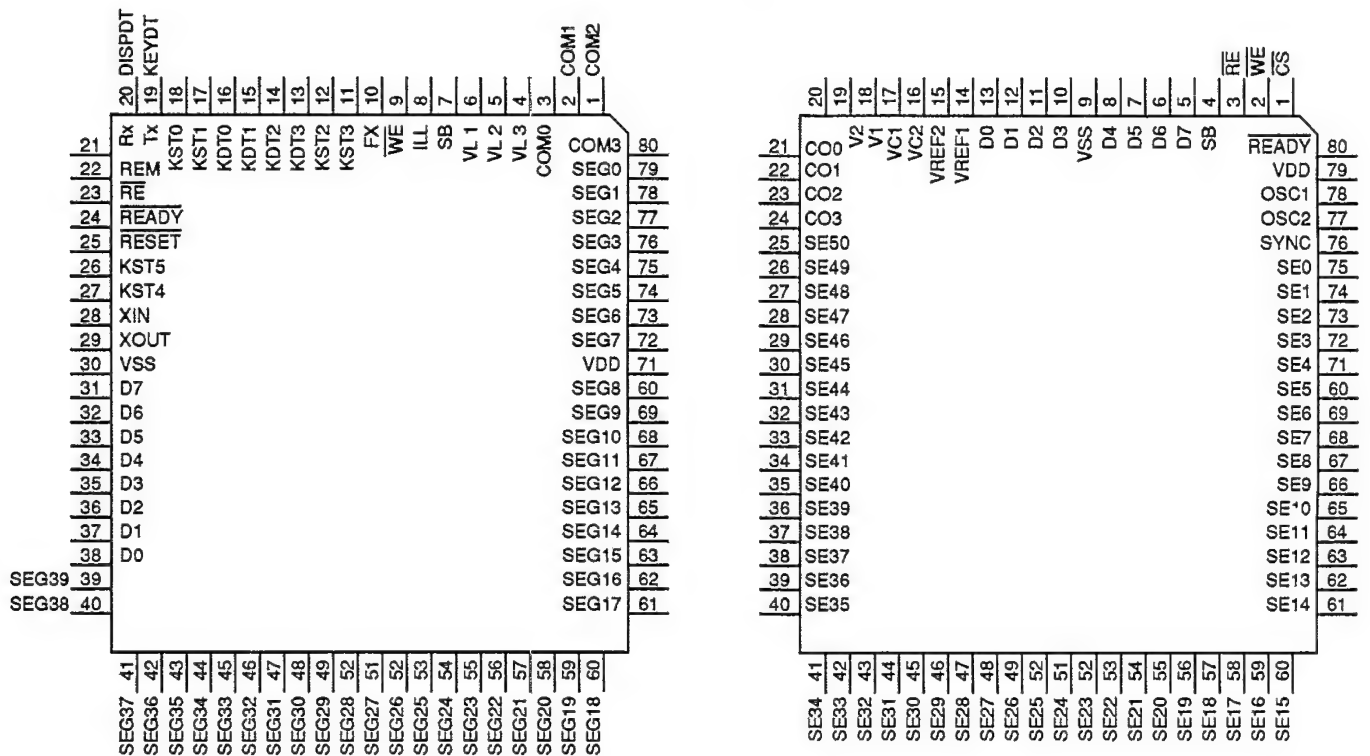 DISPDT KEYDT COM1 COM2
20 19 18 17 16 15 14 13 12 11 10 9 8 7 6 5 4 3 2 1
Rx Tx KST0 KST1 KDT0 KDT1 KDT2 KDT3 KST2 KST3 FX WE ILL SB VL1 VL2 VL3 COM0
21 COM3 80
22 REM SEG0 79
23 RE SEG1 78
24 READY SEG2 77
25 RESET SEG3 76
26 KST5 SEG4 75
27 KST4 SEG5 74
28 XIN SEG6 73
29 XOUT SEG7 72
30 VSS VDD 71
31 D7 SEG8 60
32 D6 SEG9 69
33 D5 SEG10 68
34 D4 SEG11 67
35 D3 SEG12 66
36 D2 SEG13 65
37 D1 SEG14 64
38 D0 SEG15 63
SEG39 39 SEG16 62
SEG38 40 SEG17 61
41 42 43 44 45 46 47 48 49 52 51 52 53 54 55 56 57 58 59 60
SEG37 SEG36 SEG35 SEG34 SEG33 SEG32 SEG31 SEG30 SEG29 SEG28 SEG27 SEG26 SEG25 SEG24 SEG23 SEG22 SEG21 SEG20 SEG19 SEG18
RE WE CS
20 19 18 17 16 15 14 13 12 11 10 9 8 7 6 5 4 3 2 1
V2 V1 VC1 VC2 VREF2 VREF1 D0 D1 D2 D3 VSS D4 D5 D6 D7 SB
21 CO0 READY 80
22 CO1 VDD 79
23 CO2 OSC1 78
24 CO3 OSC2 77
25 SE50 SYNC 76
26 SE49 SE0 75
27 SE48 SE1 74
28 SE47 SE2 73
29 SE46 SE3 72
30 SE45 SE4 71
31 SE44 SE5 60
32 SE43 SE6 69
33 SE42 SE7 68
34 SE41 SE8 67
35 SE40 SE9 66
36 SE39 SE10 65
37 SE38 SE11 64
38 SE37 SE12 63
39 SE36 SE13 62
40 SE35 SE14 61
41 42 43 44 45 46 47 48 49 52 51 52 53 54 55 56 57 58 59 60
SE34 SE33 SE32 SE31 SE30 SE29 SE28 SE27 SE26 SE25 SE24 SE23 SE22 SE21 SE20 SE19 SE18 SE17 SE16 SE15